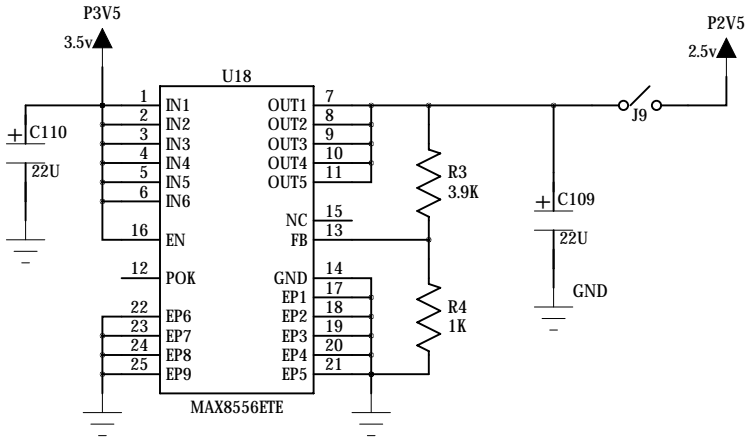 P3V5
3.5v
P2V5
2.5v
U18
1 IN1 OUT1 7
2 IN2 OUT2 8
3 IN3 OUT3 9
4 IN4 OUT4 10
5 IN5 OUT5 11
6 IN6
NC 15
16 EN FB 13
12 POK GND 14
EP1 17
22 EP6 EP2 18
23 EP7 EP3 19
24 EP8 EP4 20
25 EP9 EP5 21
MAX8556ETE
+ C110
22U
R3
3.9K
R4
1K
+ C109
22U
GND
J9